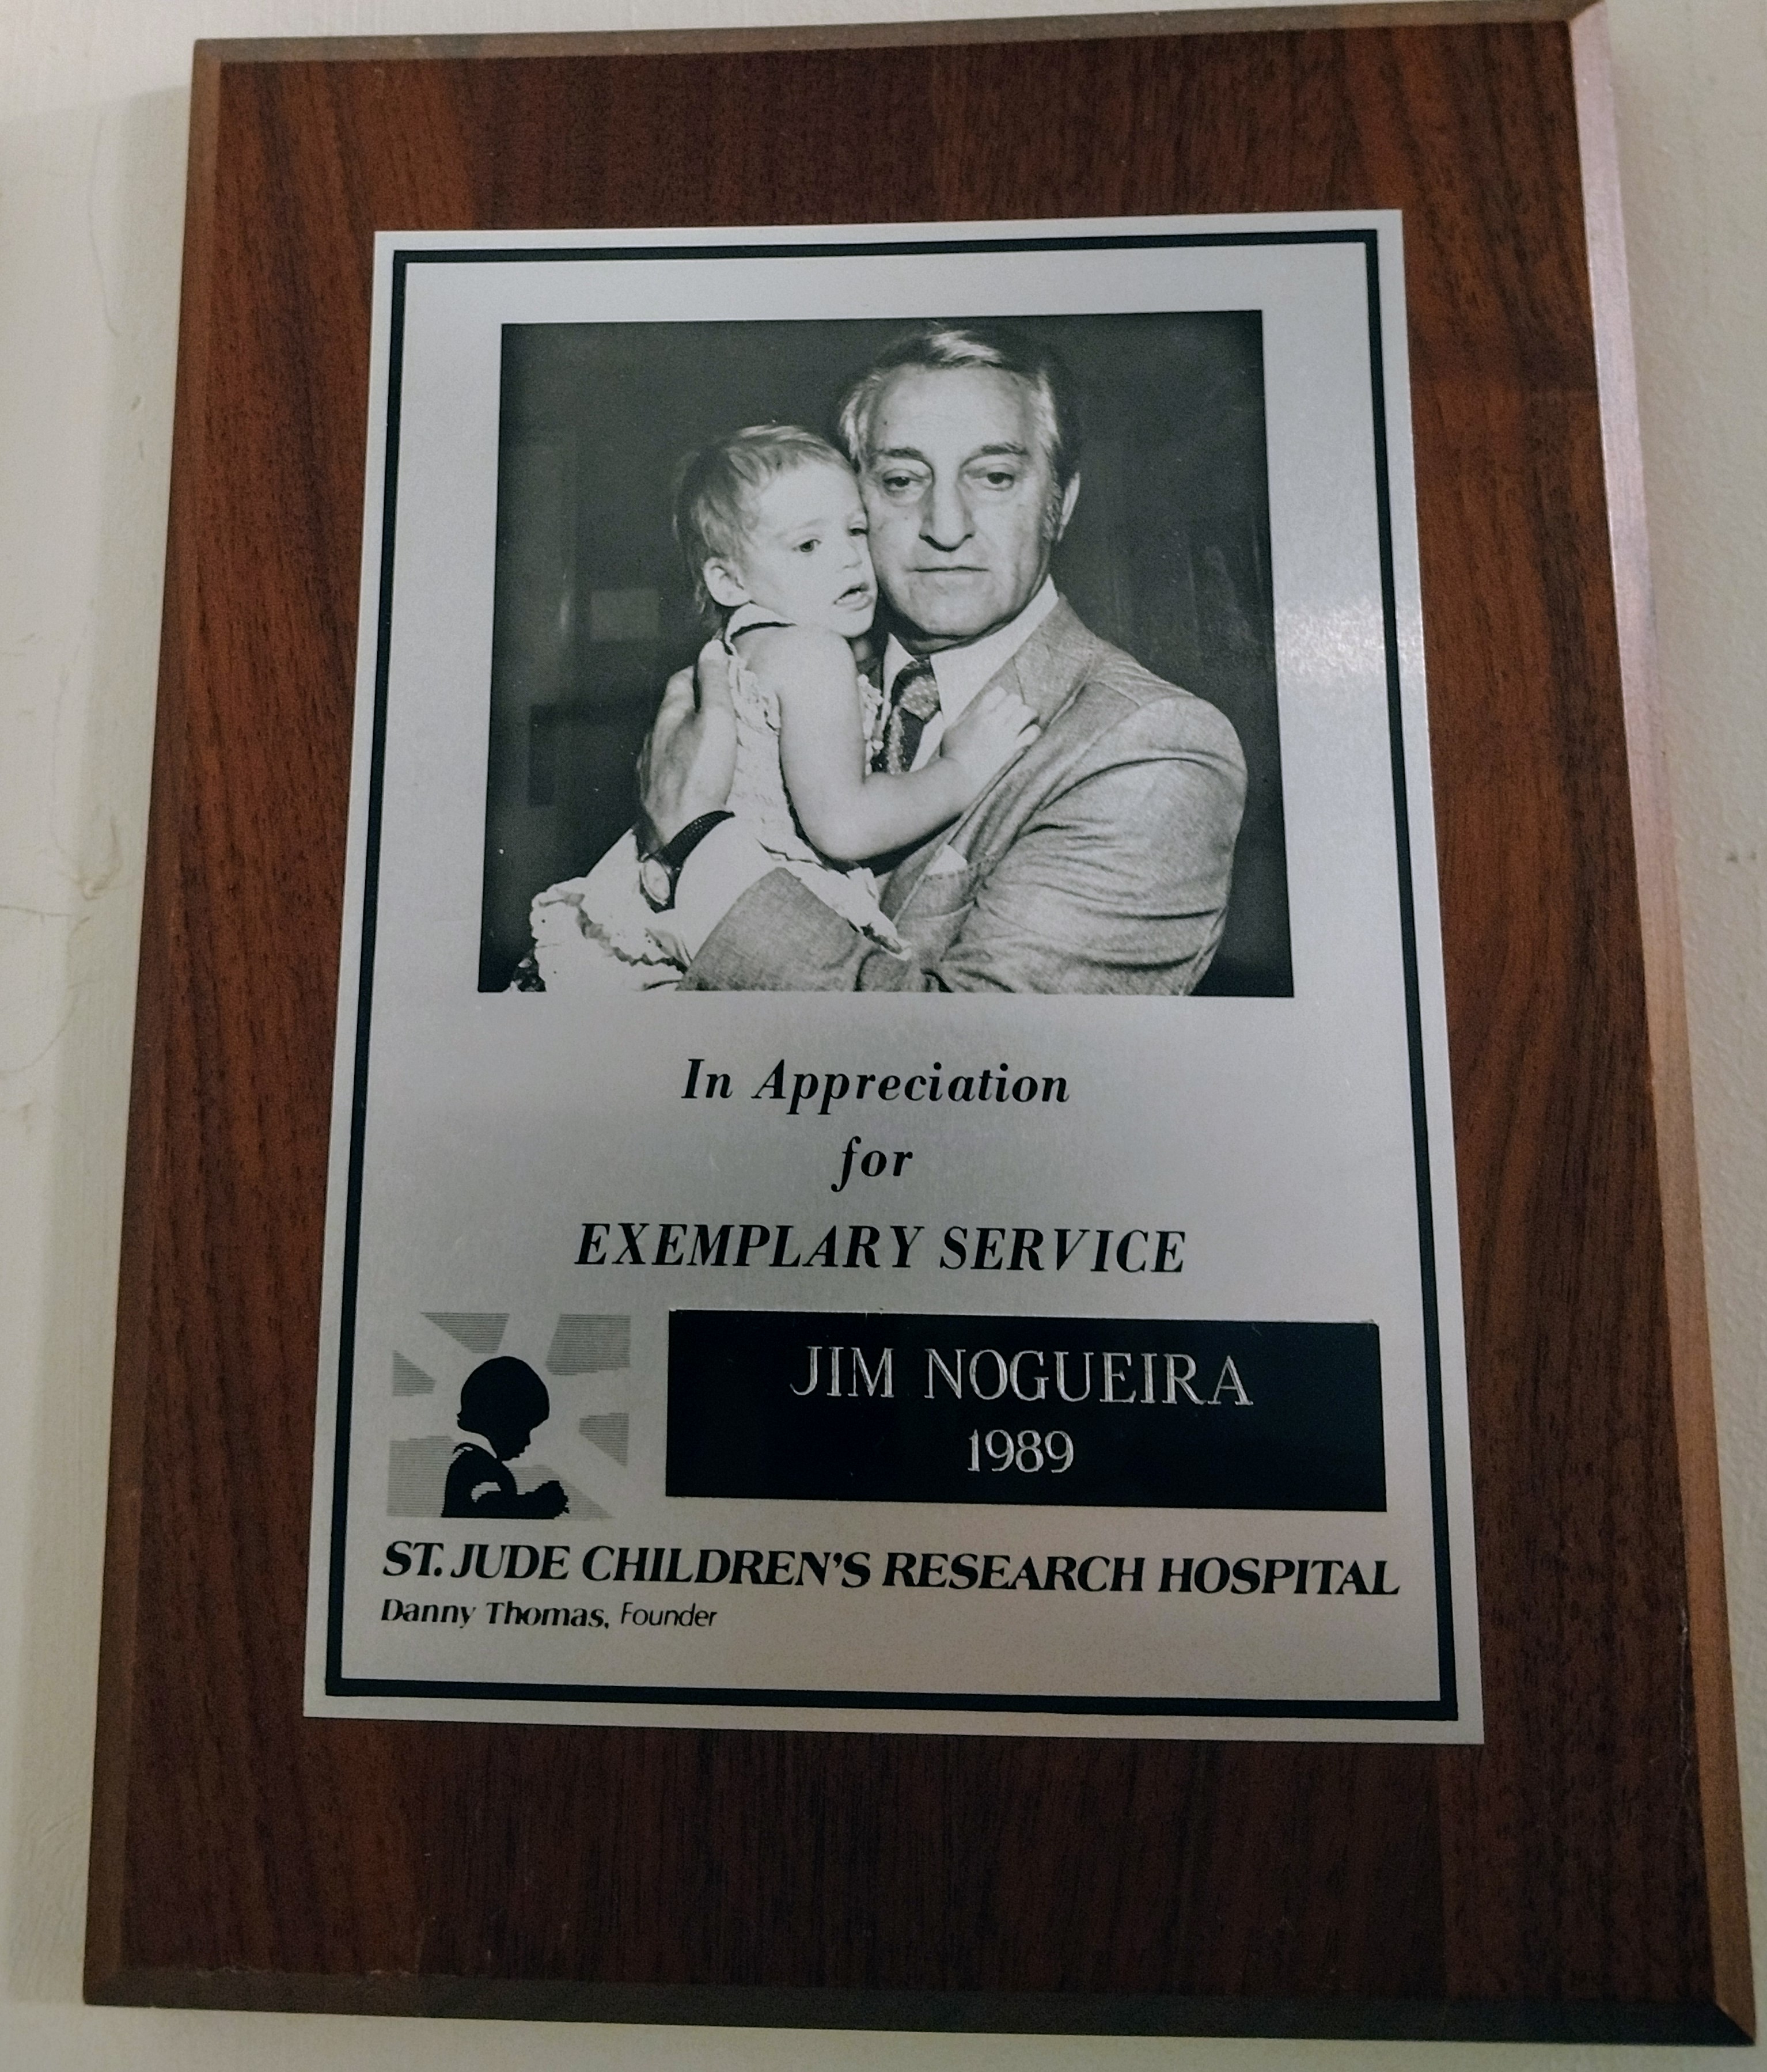 In Appreciation
for
EXEMPLARY SERVICE
JIM NOGUEIRA
1989
ST. JUDE CHILDREN'S RESEARCH HOSPITAL
Danny Thomas, Founder